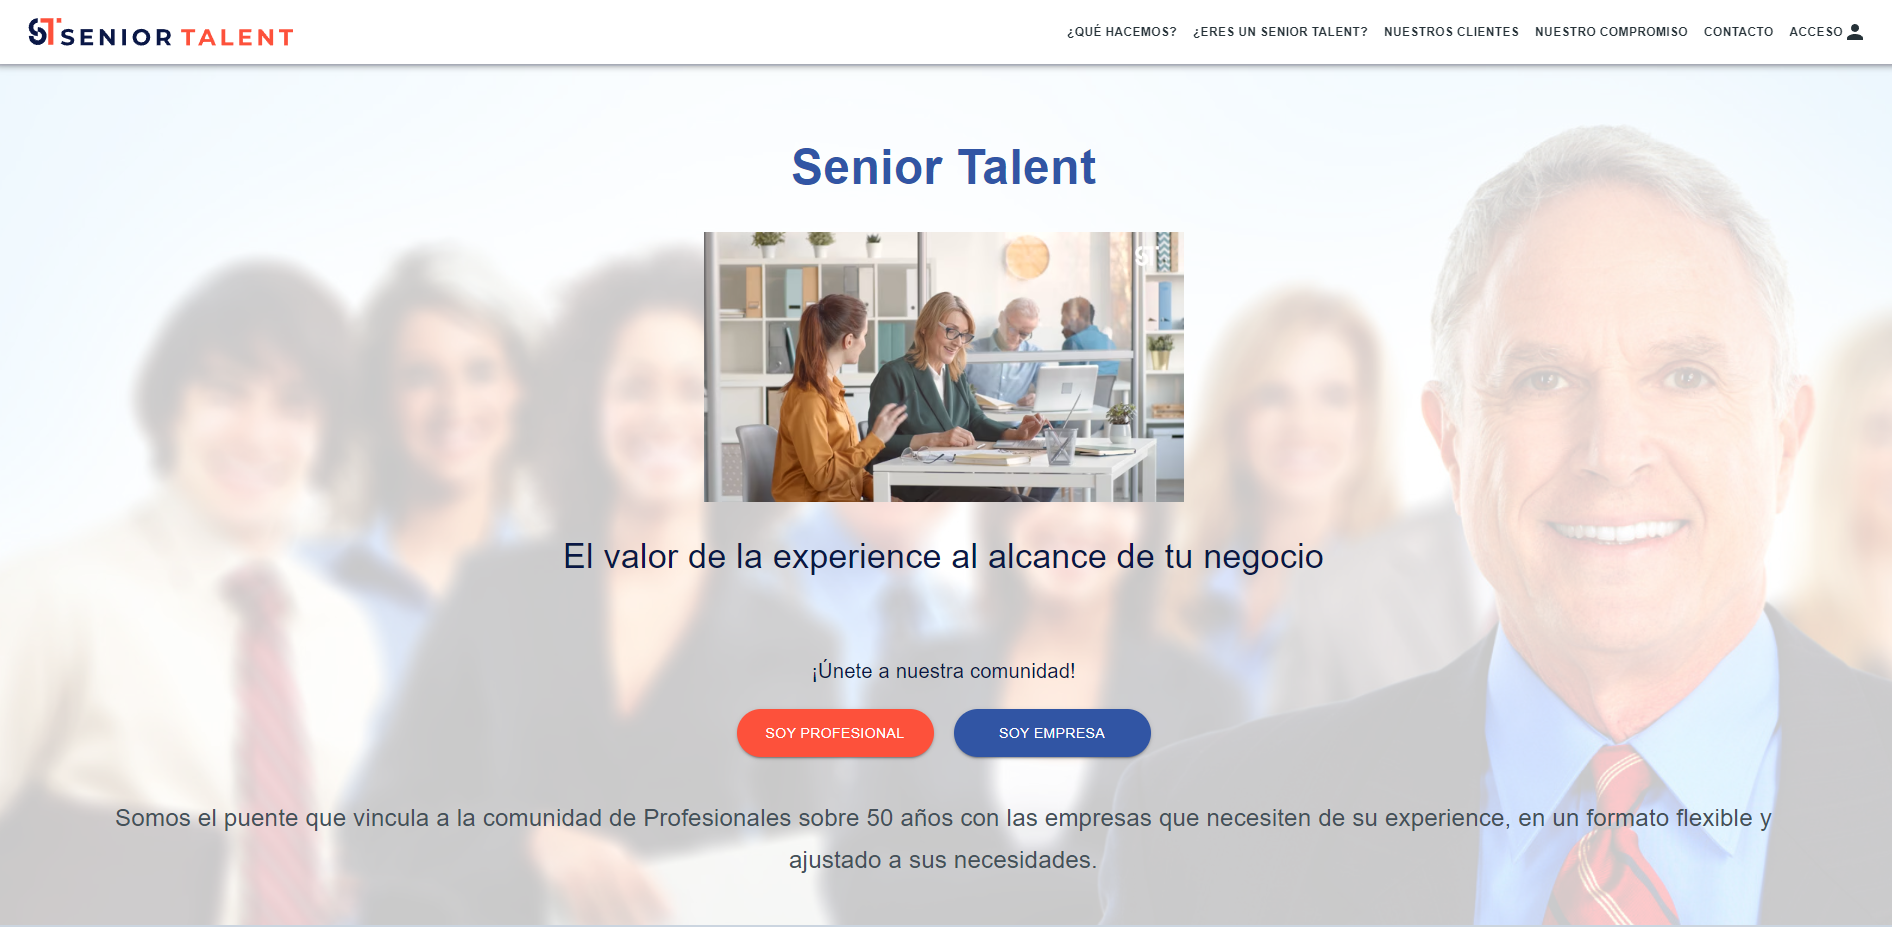 ST SENIOR TALENT
¿QUÉ HACEMOS? ¿ERES UN SENIOR TALENT? NUESTROS CLIENTES NUESTRO COMPROMISO CONTACTO ACCESO
Senior Talent
ST
El valor de la experience al alcance de tu negocio
¡Únete a nuestra comunidad!
SOY PROFESIONAL SOY EMPRESA
Somos el puente que vincula a la comunidad de Profesionales sobre 50 años con las empresas que necesiten de su experience, en un formato flexible y
ajustado a sus necesidades.